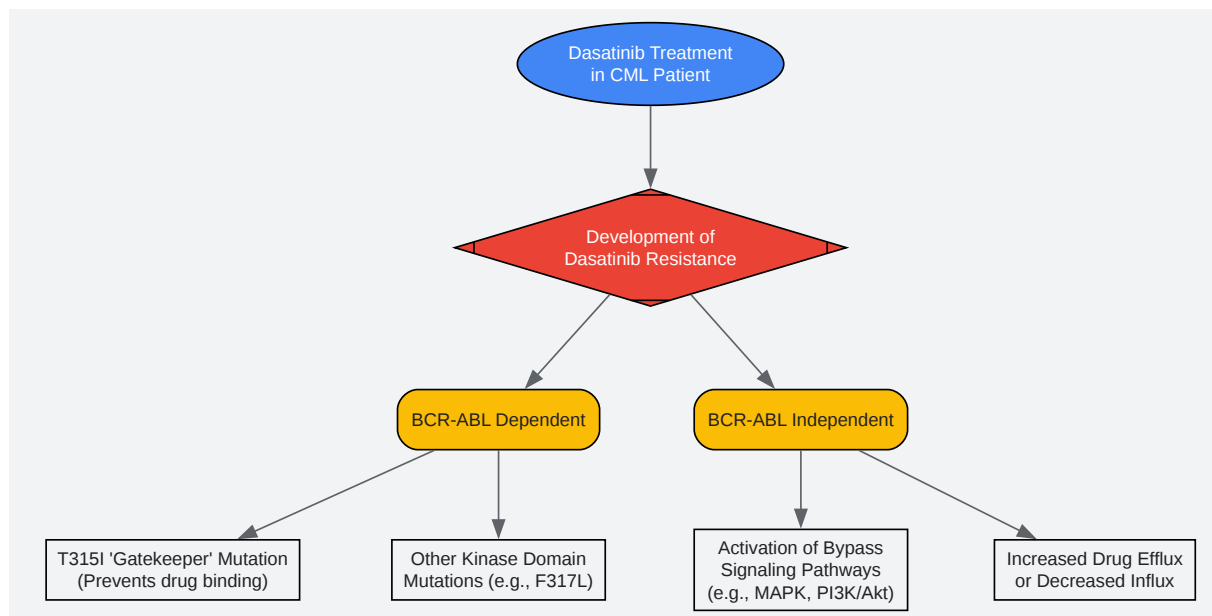 Dasatinib Treatment
in CML Patient
Development of
Dasatinib Resistance
BCR-ABL Dependent
BCR-ABL Independent
T315I 'Gatekeeper' Mutation
(Prevents drug binding)
Other Kinase Domain
Mutations (e.g., F317L)
Activation of Bypass
Signaling Pathways
(e.g., MAPK, PI3K/Akt)
Increased Drug Efflux
or Decreased Influx